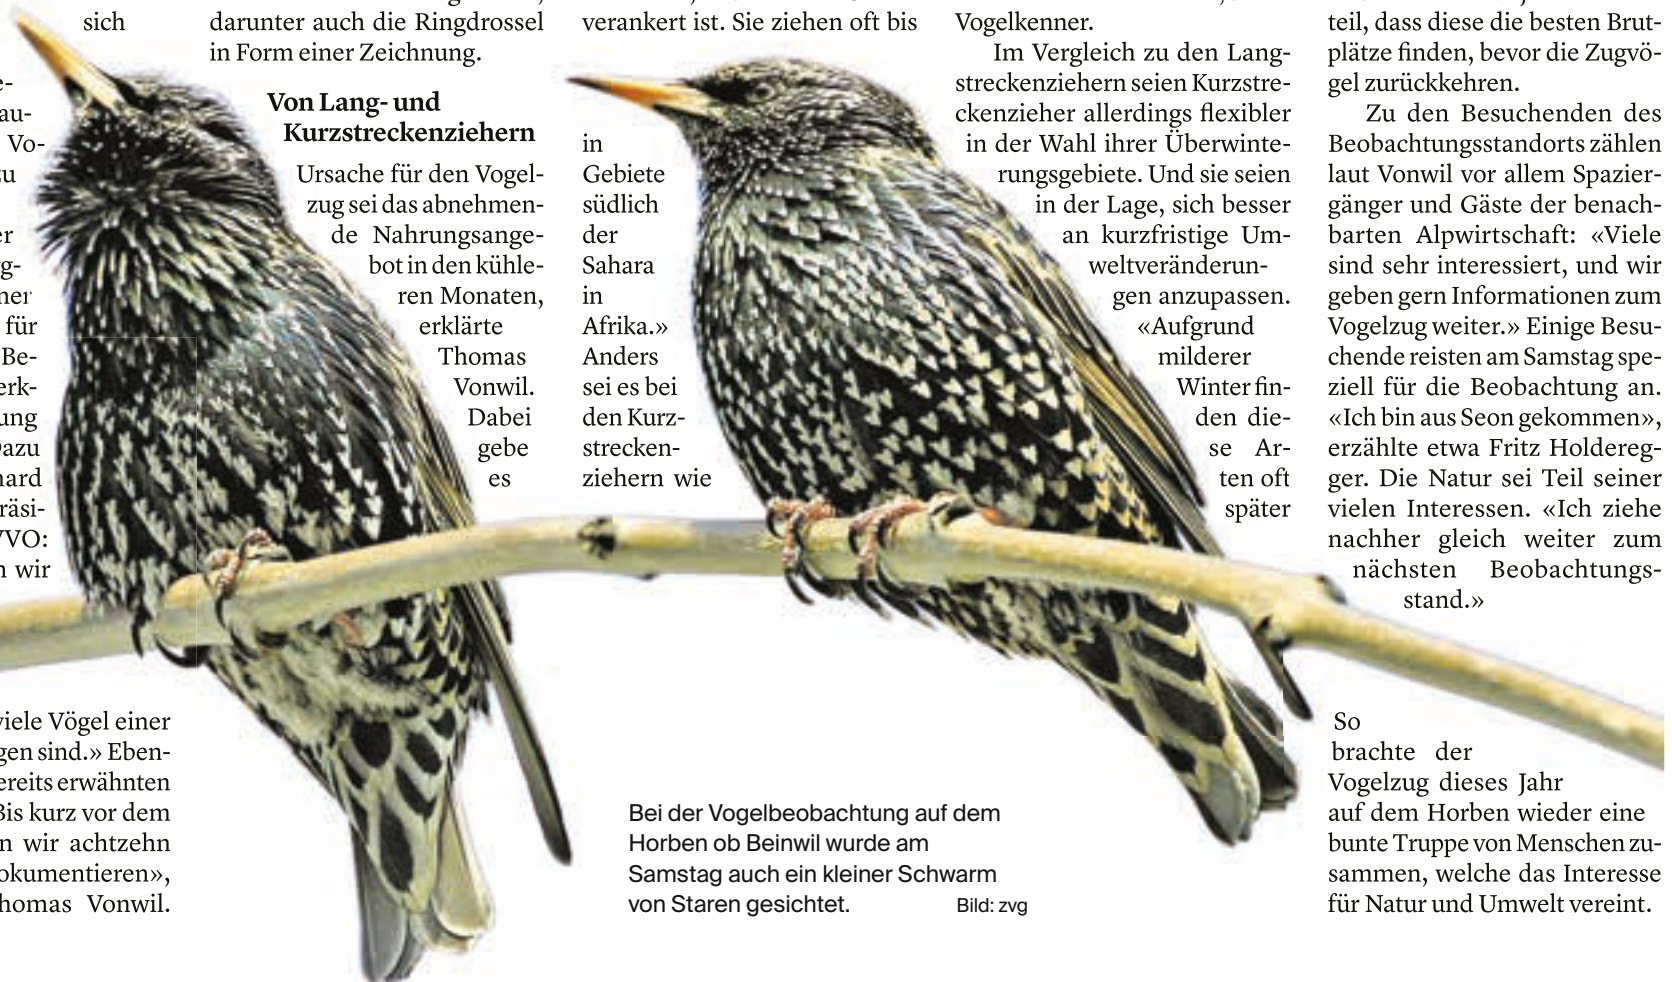 sich
Vo-
für
Be-
wir
viele Vögel einer
sind.» Eben-
bereits erwähnten
Bis kurz vor dem
wir achtzehn
dokumentieren»,
Thomas Vonwil.
darunter auch die Ringdrossel
in Form einer Zeichnung.
Von Lang- und
Kurzstreckenziehern
Ursache für den Vogel-
zug sei das abnehmen-
de Nahrungsange-
bot in den kühle-
ren Monaten,
erklärte
Thomas
Vonwil.
Dabei
gebe
es
verankert ist. Sie ziehen oft bis
in
Gebiete
südlich
der
Sahara
in
Afrika.»
Anders
sei es bei
den Kurz-
strecken-
ziehern wie
Bei der Vogelbeobachtung auf dem
Horben ob Beinwil wurde am
Samstag auch ein kleiner Schwarm
von Staren gesichtet. Bild: zvg
Vogelkenner.
Im Vergleich zu den Lang-
streckenziehern seien Kurzstre-
ckenzieher allerdings flexibler
in der Wahl ihrer Überwinte-
rungsgebiete. Und sie seien
in der Lage, sich besser
an kurzfristige Um-
weltveränderun-
gen anzupassen.
«Aufgrund
milderer
Winter fin-
den die-
se Ar-
ten oft
später
teil, dass diese die besten Brut-
plätze finden, bevor die Zugvö-
gel zurückkehren.
Zu den Besuchenden des
Beobachtungsstandorts zählen
laut Vonwil vor allem Spazier-
gänger und Gäste der benach-
barten Alpwirtschaft: «Viele
sind sehr interessiert, und wir
geben gern Informationen zum
Vogelzug weiter.» Einige Besu-
chende reisten am Samstag spe-
ziell für die Beobachtung an.
«Ich bin aus Seon gekommen»,
erzählte etwa Fritz Holdereg-
ger. Die Natur sei Teil seiner
vielen Interessen. «Ich ziehe
nachher gleich weiter zum
nächsten Beobachtungs-
stand.»
So
brachte der
Vogelzug dieses Jahr
auf dem Horben wieder eine
bunte Truppe von Menschen zu-
sammen, welche das Interesse
für Natur und Umwelt vereint.